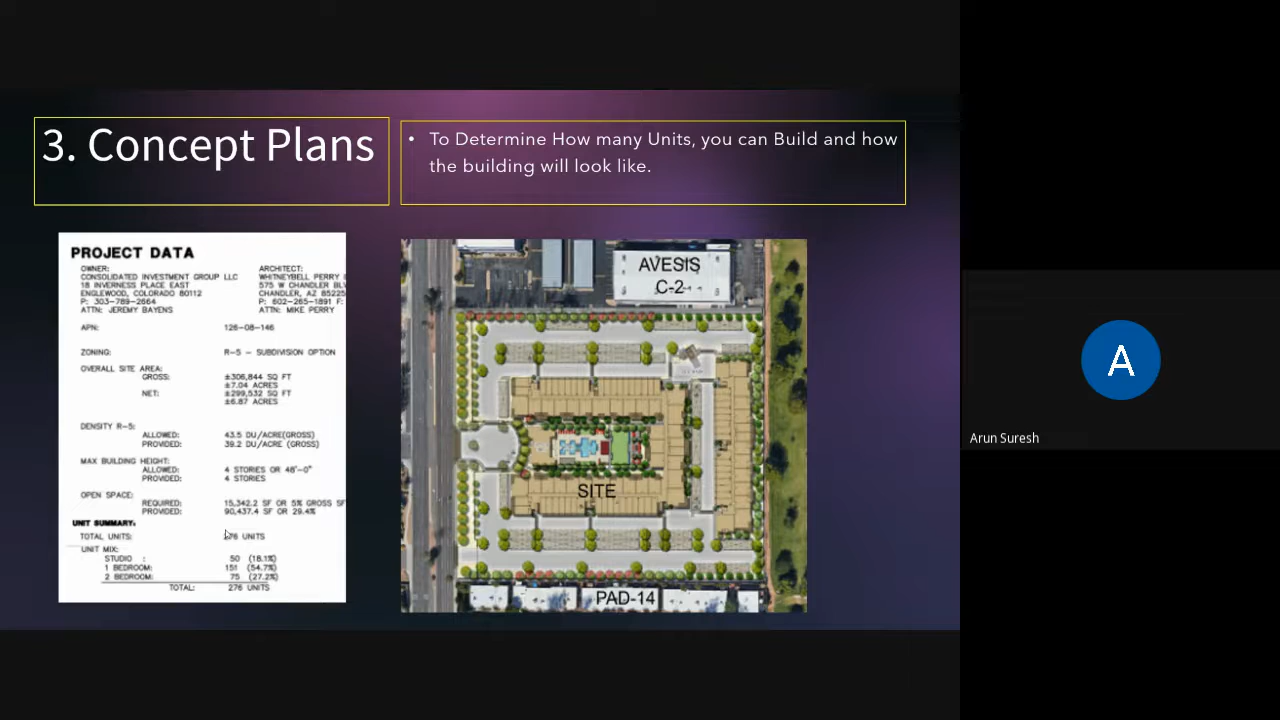 3. Concept Plans
• To Determine How many Units, you can Build and how
the building will look like.
PROJECT DATA
OWNER:
CONSOLIDATED INVESTMENT GROUP LLC
18 INVERNESS PLACE EAST
ENGLEWOOD, COLORADO 80112
P: 303-789-2664
ATTN: JEREMY BAYENS
ARCHITECT:
WHITNEYBELL PERRY
575 W CHANDLER BLV
CHANDLER, AZ 85225
P: 602-265-1891 F:
ATTN: MIKE PERRY
APN: 126-08-146
ZONING: R-5 - SUBDIVISION OPTION
OVERALL SITE AREA:
GROSS: ±306,844 SQ FT
±7.04 ACRES
NET: ±299,532 SQ FT
±6.87 ACRES
DENSITY R-5:
ALLOWED: 43.5 DU/ACRE(GROSS)
PROVIDED: 39.2 DU/ACRE (GROSS)
MAX BUILDING HEIGHT:
ALLOWED: 4 STORIES OR 48'-0"
PROVIDED: 4 STORIES
OPEN SPACE:
REQUIRED: 15,342.2 SF OR 5% GROSS SF
PROVIDED: 90,437.4 SF OR 29.4%
UNIT SUMMARY:
TOTAL UNITS: 276 UNITS
UNIT MIX:
STUDIO : 50 (18.1%)
1 BEDROOM: 151 (54.7%)
2 BEDROOM: 75 (27.2%)
TOTAL: 276 UNITS
AVESIS
C-2
SITE
PAD-14
A
Arun Suresh